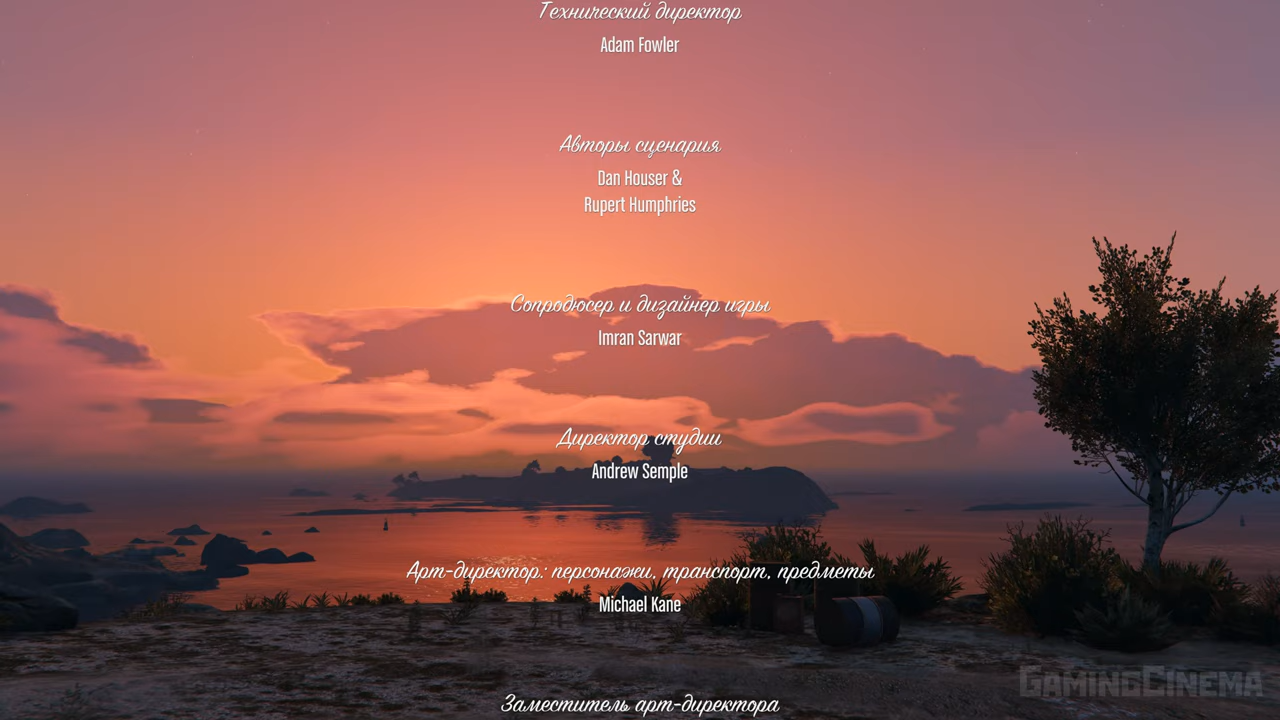 Технический директор
Adam Fowler
Авторы сценария
Dan Houser &
Rupert Humphries
Сопродюсер и дизайнер игры
Imran Sarwar
Директор студии
Andrew Semple
Арт-директор.: персонажи, транспорт, предметы
Michael Kane
GamingCinema
Заместитель арт-директора